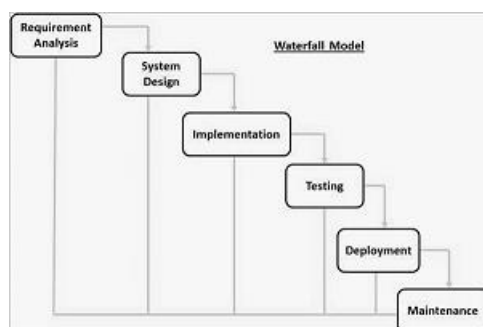 Requirement
Analysis
Waterfall Model
System
Design
Implementation
Testing
Deployment
Maintenance